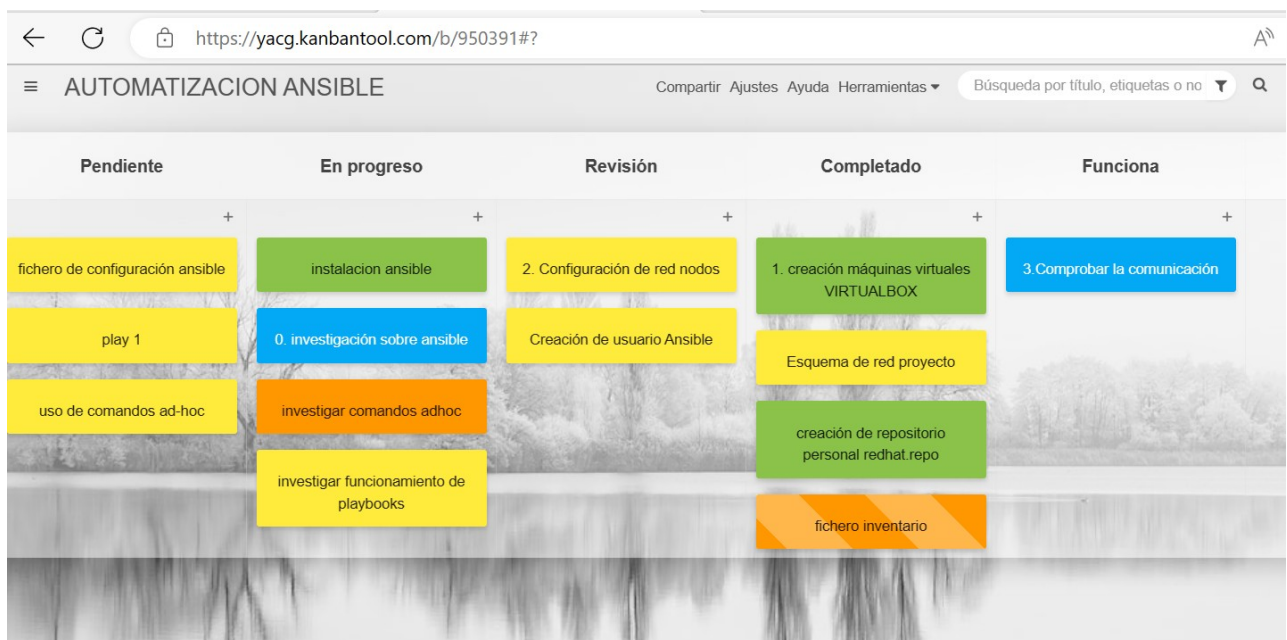 https://yacg.kanbantool.com/b/950391#?
AUTOMATIZACION ANSIBLE
Compartir Ajustes Ayuda Herramientas
Búsqueda por título, etiquetas o no
Pendiente
En progreso
Revisión
Completado
Funciona
+
+
+
+
+
fichero de configuración ansible
play 1
uso de comandos ad-hoc
instalacion ansible
0. investigación sobre ansible
investigar comandos adhoc
investigar funcionamiento de
playbooks
2. Configuración de red nodos
Creación de usuario Ansible
1. creación máquinas virtuales
VIRTUALBOX
Esquema de red proyecto
creación de repositorio
personal redhat.repo
fichero inventario
3.Comprobar la comunicación